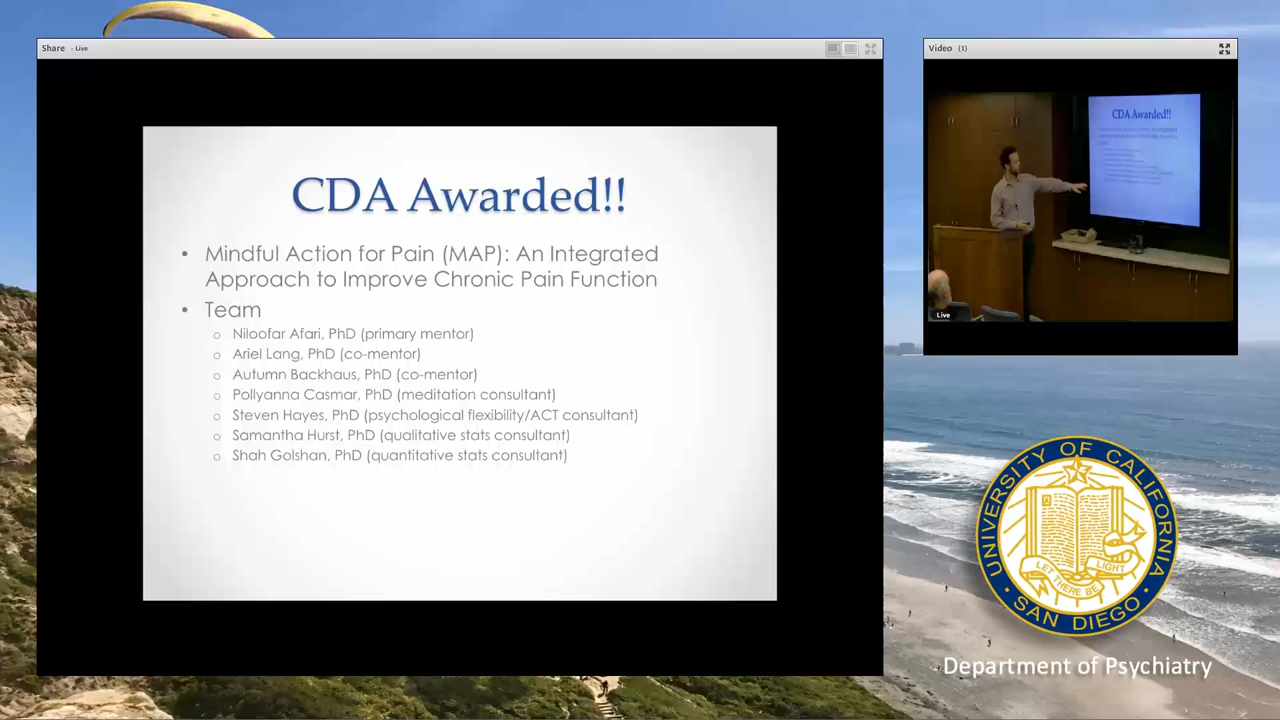 Share - Live
CDA Awarded!!
• Mindful Action for Pain (MAP): An Integrated
Approach to Improve Chronic Pain Function
• Team
o Niloofar Afari, PhD (primary mentor)
o Ariel Lang, PhD (co-mentor)
o Autumn Backhaus, PhD (co-mentor)
o Pollyanna Casmar, PhD (meditation consultant)
o Steven Hayes, PhD (psychological flexibility/ACT consultant)
o Samantha Hurst, PhD (qualitative stats consultant)
o Shah Golshan, PhD (quantitative stats consultant)
Video (1)
CDA Awarded!!
Live
UNIVERSITY OF CALIFORNIA
LET THERE BE LIGHT
• SAN DIEGO •
Department of Psychiatry